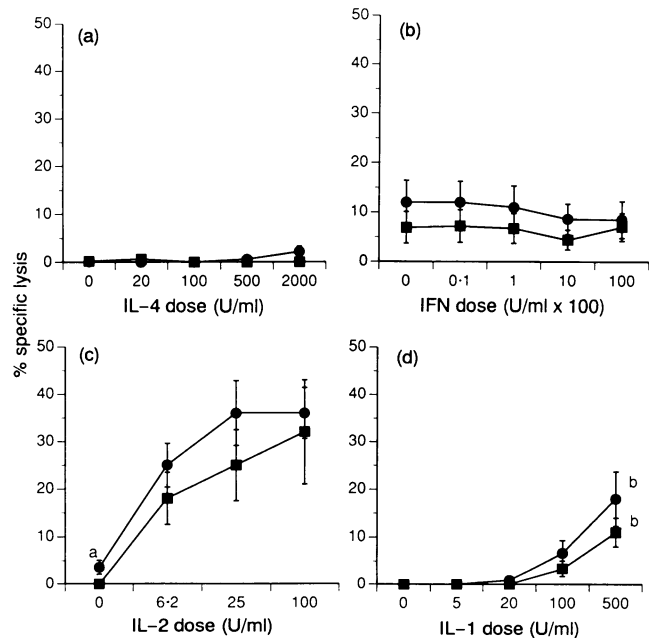 % specific lysis
(a)
50
40
30
20
10
0
0 20 100 500 2000
IL-4 dose (U/ml)
(b)
50
40
30
20
10
0
0 0·1 1 10 100
IFN dose (U/ml x 100)
(c)
50
40
30
20
10
0
a
0 6·2 25 100
IL-2 dose (U/ml)
(d)
50
40
30
20
10
0
b
b
0 5 20 100 500
IL-1 dose (U/ml)